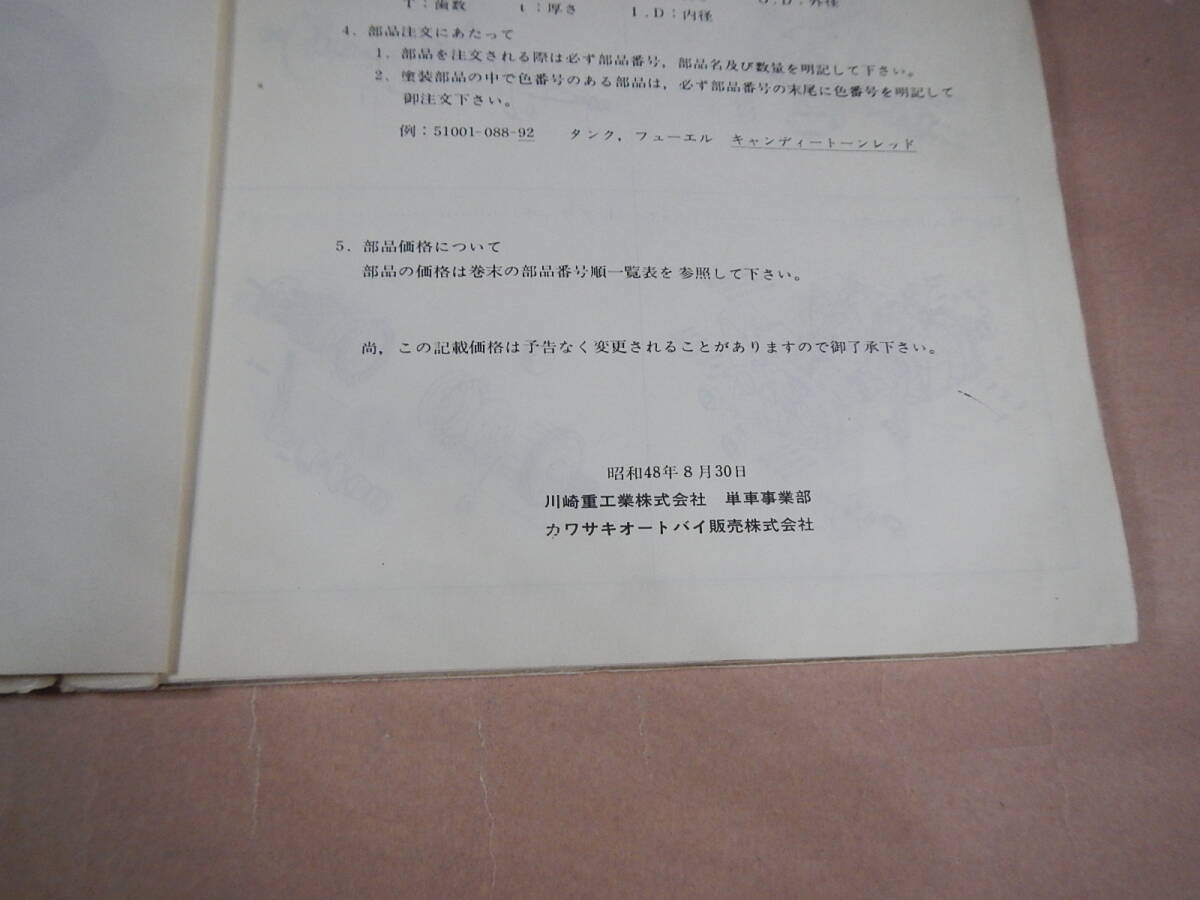 T：歯数　t：厚さ　I．D：内径　O．D：外径
4．部品注文にあたって
1．部品を注文される際は必ず部品番号，部品名及び数量を明記して下さい。
2．塗装部品の中で色番号のある部品は，必ず部品番号の末尾に色番号を明記して
御注文下さい。
例：51001-088-92　タンク，フューエル　キャンディートーンレッド
5．部品価格について
部品の価格は巻末の部品番号順一覧表を参照して下さい。
尚，この記載価格は予告なく変更されることがありますので御了承下さい。
昭和48年8月30日
川崎重工業株式会社　単車事業部
カワサキオートバイ販売株式会社